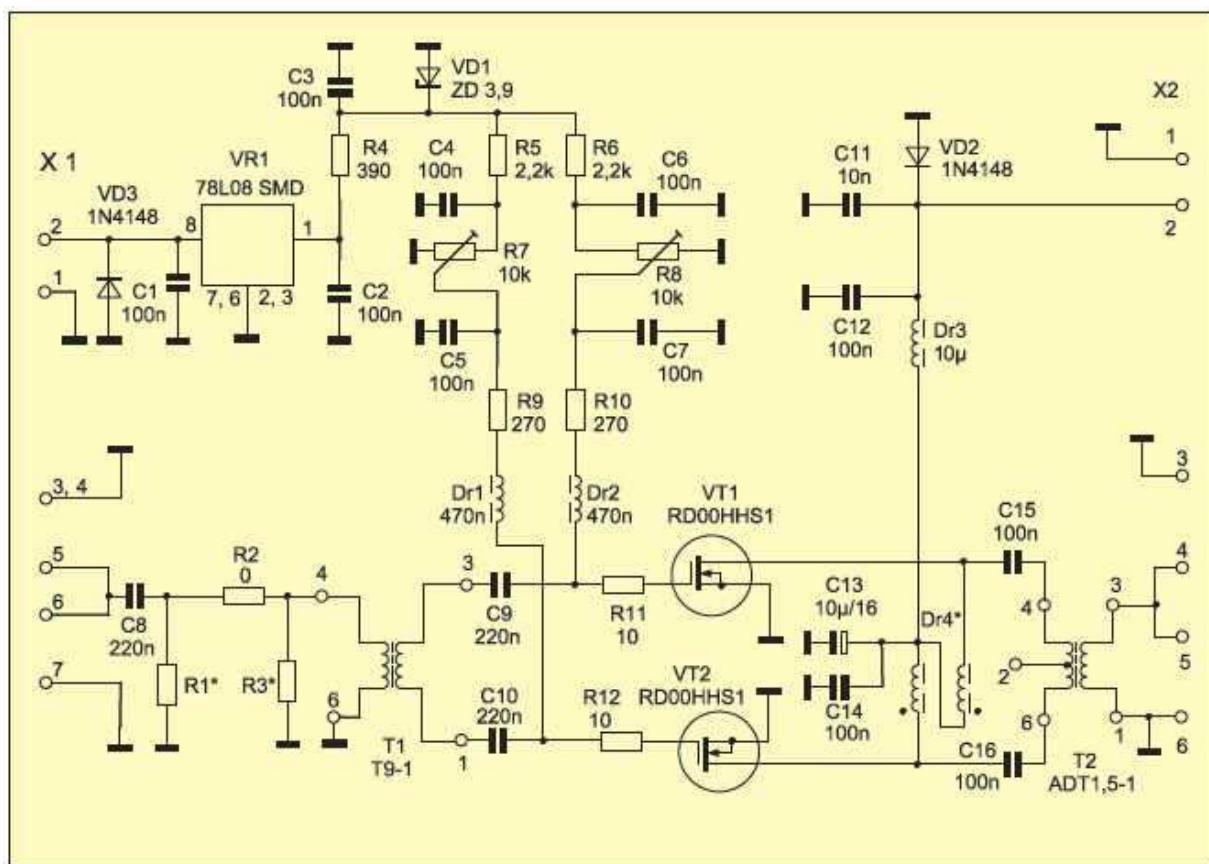 C3
100n
VD1
ZD 3,9
X2
1
X 1
VR1
78L08 SMD
R4
390
C4
100n
R5
2,2k
R6
2,2k
C6
100n
C11
10n
VD2
1N4148
VD3
1N4148
2
8
1
2
1
C1
100n
7, 6
2, 3
C2
100n
R7
10k
R8
10k
C5
100n
C7
100n
C12
100n
Dr3
10µ
R9
270
R10
270
3, 4
3
Dr1
470n
Dr2
470n
VT1
RD00HHS1
C15
100n
5
R2
0
4
3
4
6
C8
220n
C9
220n
R11
10
C13
10µ/16
Dr4*
4
3
5
7
R1*
R3*
6
C10
220n
R12
10
VT2
RD00HHS1
C14
100n
2
6
1
6
T1
T9-1
1
C16
100n
T2
ADT1,5-1